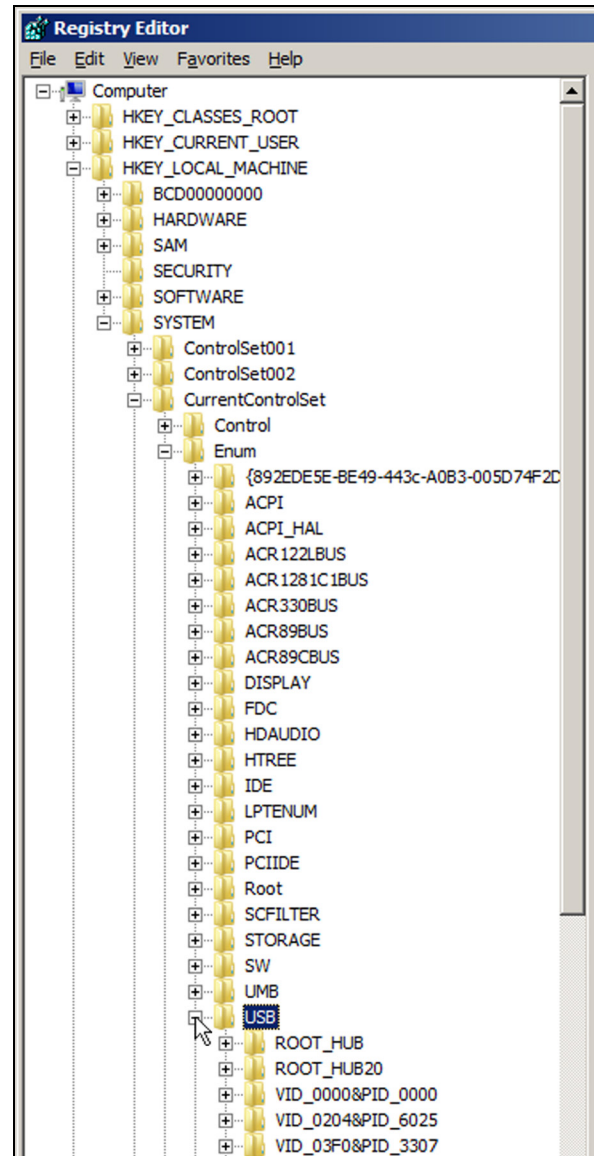 Registry Editor
File Edit View Favorites Help
Computer
HKEY_CLASSES_ROOT
HKEY_CURRENT_USER
HKEY_LOCAL_MACHINE
BCD00000000
HARDWARE
SAM
SECURITY
SOFTWARE
SYSTEM
ControlSet001
ControlSet002
CurrentControlSet
Control
Enum
{892EDE5E-BE49-443c-A0B3-005D74F2D
ACPI
ACPI_HAL
ACR122LBUS
ACR1281C1BUS
ACR330BUS
ACR89BUS
ACR89CBUS
DISPLAY
FDC
HDAUDIO
HTREE
IDE
LPTENUM
PCI
PCIIDE
Root
SCFILTER
STORAGE
SW
UMB
USB
ROOT_HUB
ROOT_HUB20
VID_0000&PID_0000
VID_0204&PID_6025
VID_03F0&PID_3307